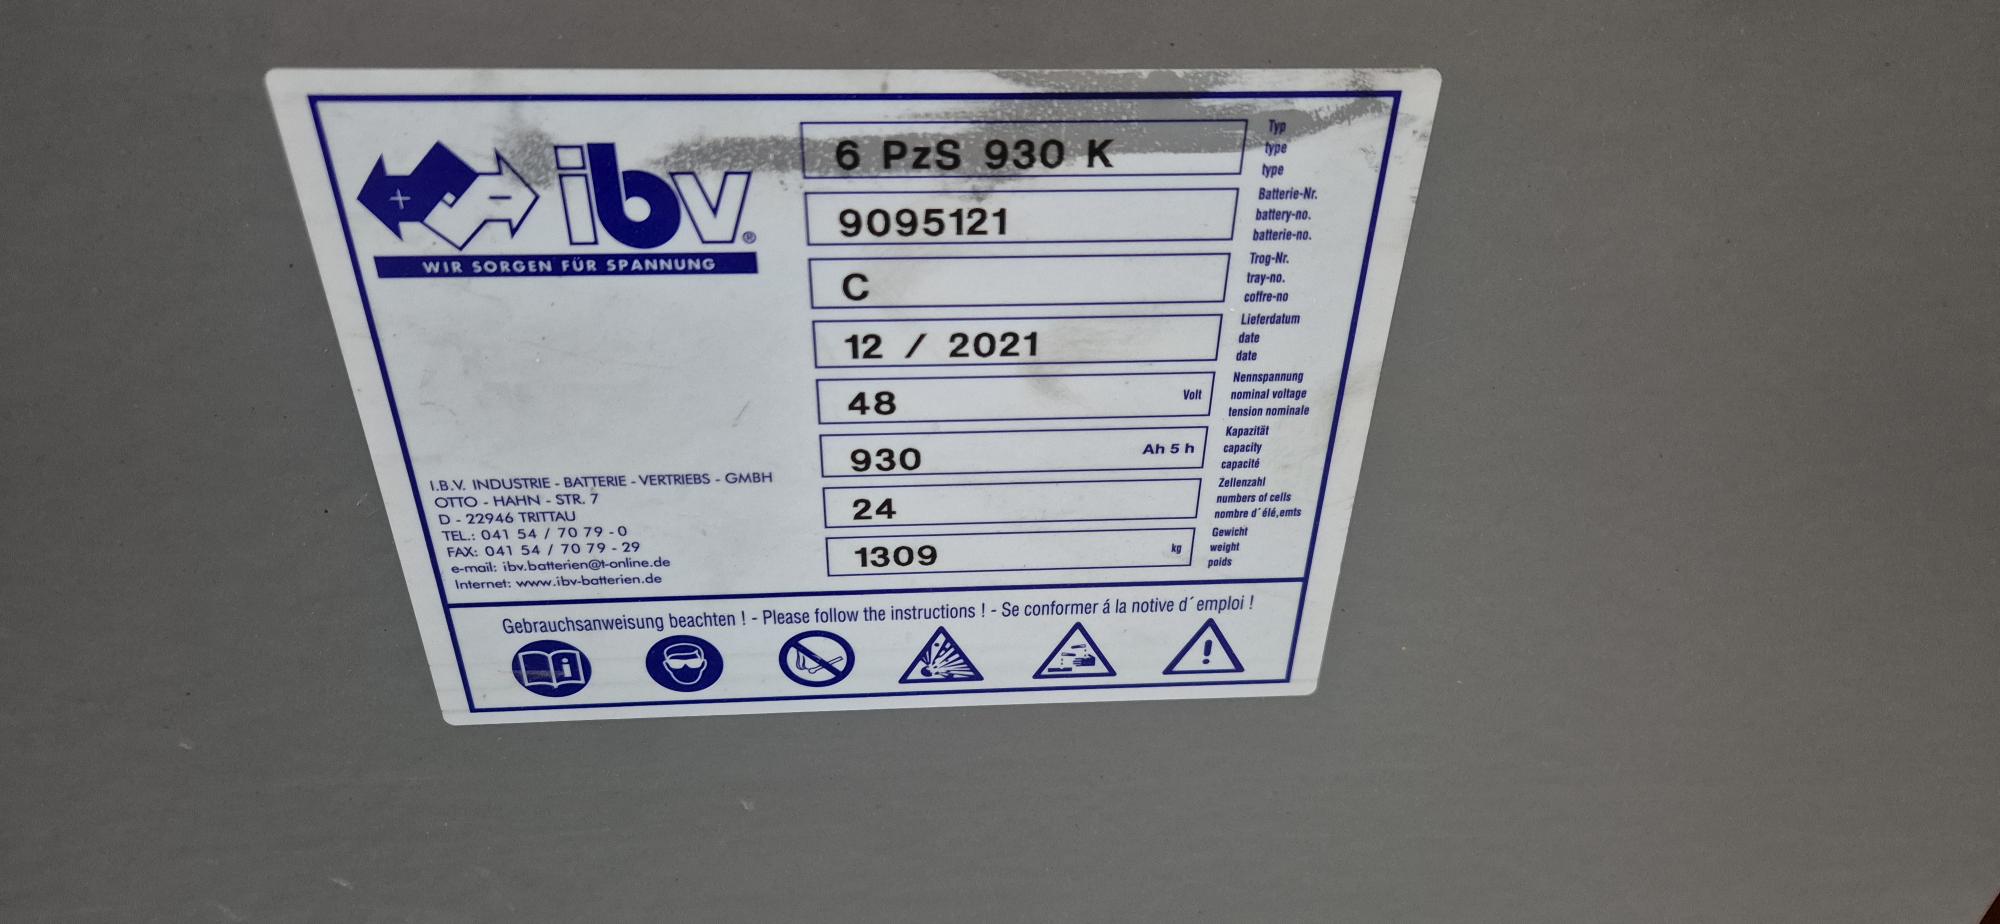 ibv®
WIR SORGEN FÜR SPANNUNG
6 PzS 930 K
Typ
type
type
9095121
Batterie-Nr.
battery-no.
batterie-no.
C
Trog-Nr.
tray-no.
coffre-no
12 / 2021
Lieferdatum
date
date
48 Volt
Nennspannung
nominal voltage
tension nominale
930 Ah 5 h
Kapazität
capacity
capacité
24
Zellenzahl
numbers of cells
nombre d´élé,emts
1309 kg
Gewicht
weight
poids
I.B.V. INDUSTRIE - BATTERIE - VERTRIEBS - GMBH
OTTO - HAHN - STR. 7
D - 22946 TRITTAU
TEL.: 041 54 / 70 79 - 0
FAX: 041 54 / 70 79 - 29
e-mail: ibv.batterien@t-online.de
Internet: www.ibv-batterien.de
Gebrauchsanweisung beachten ! - Please follow the instructions ! - Se conformer á la notive d´emploi !